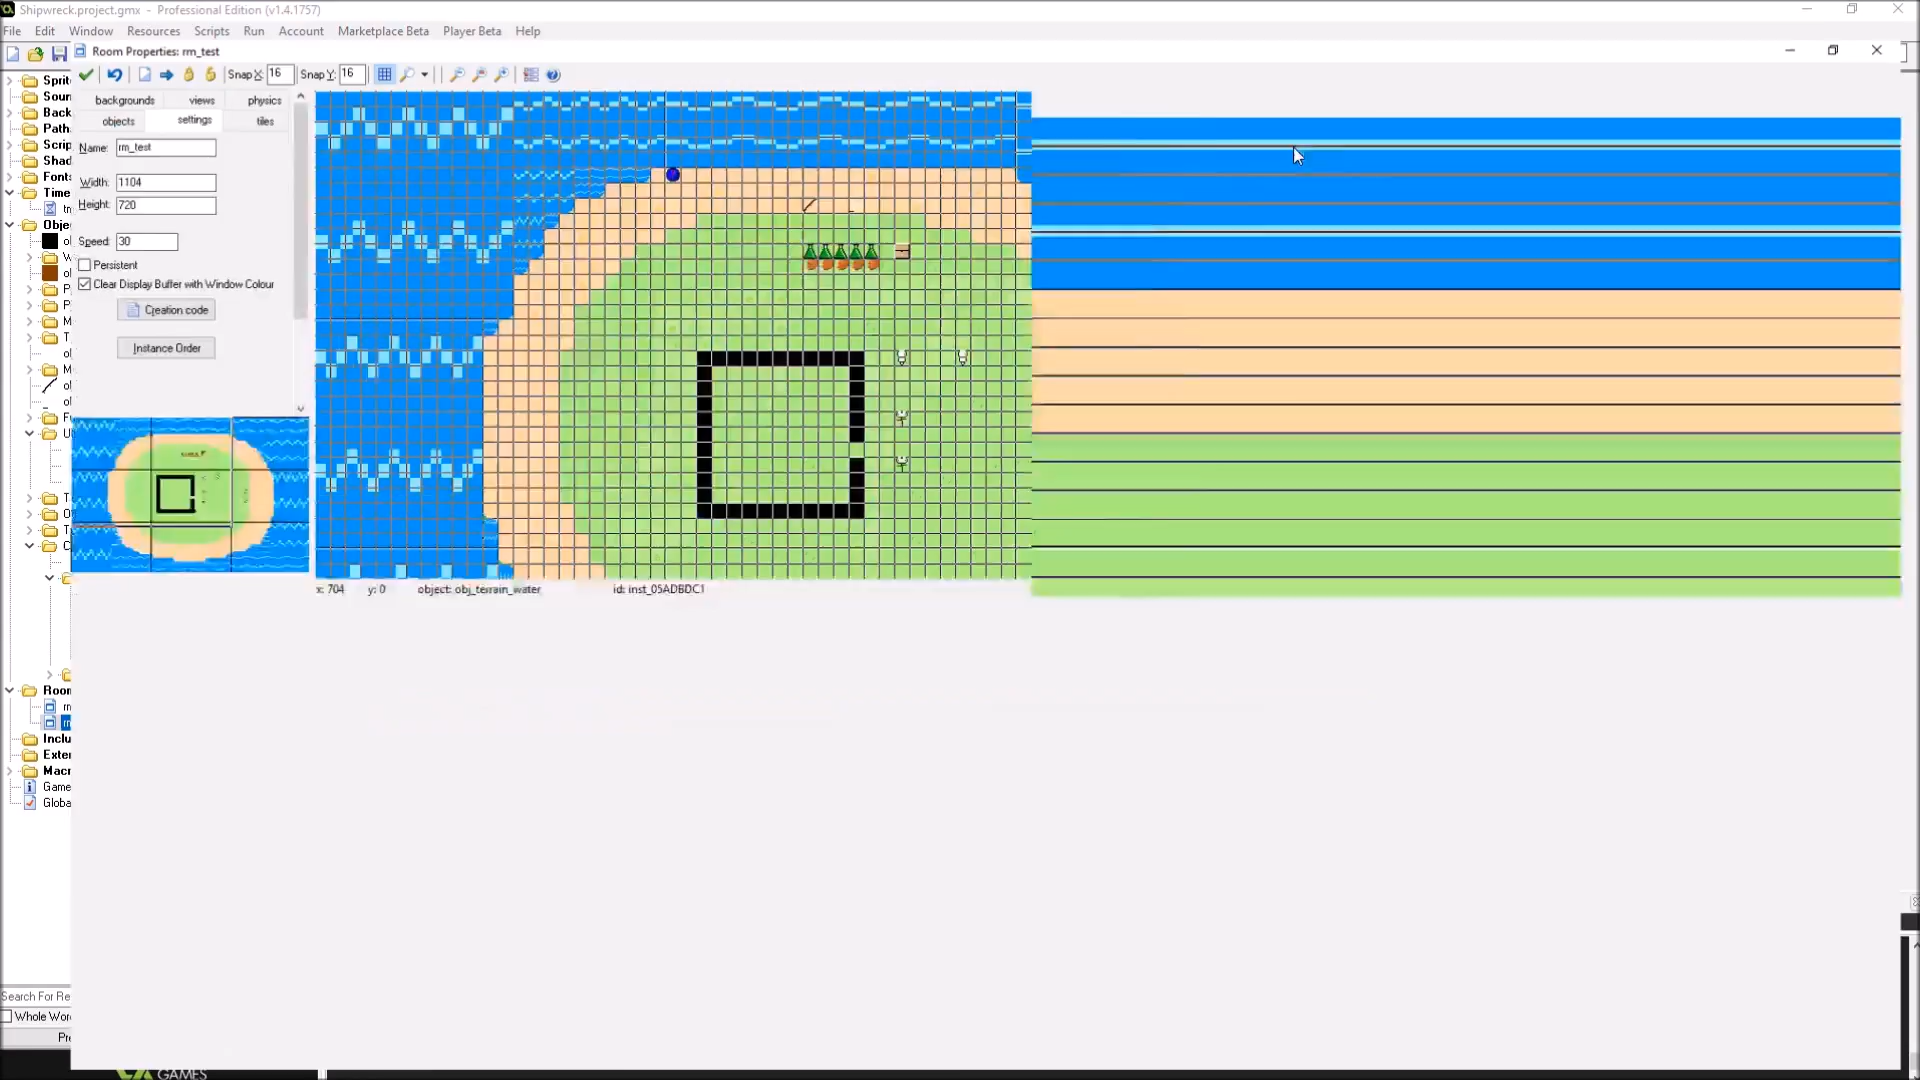 Shipwreck.project.gmx - Professional Edition (v1.4.1757)
File Edit Window Resources Scripts Run Account Marketplace Beta Player Beta Help
Room Properties: rm_test
Snap X: 16 Snap Y: 16
Sprit
Soun
Back
Path
Scrip
Shad
Fonts
Time
Obje
Room
Inclu
Exter
Macr
Game
Globa
backgrounds views physics
objects settings tiles
Name: rm_test
Width: 1104
Height: 720
Speed: 30
Persistent
Clear Display Buffer with Window Colour
Creation code
Instance Order
x: 704 y: 0 object: obj_terrain_water id: inst_05ADBDC1
Search For Re
Whole Word
Pre
GAMES